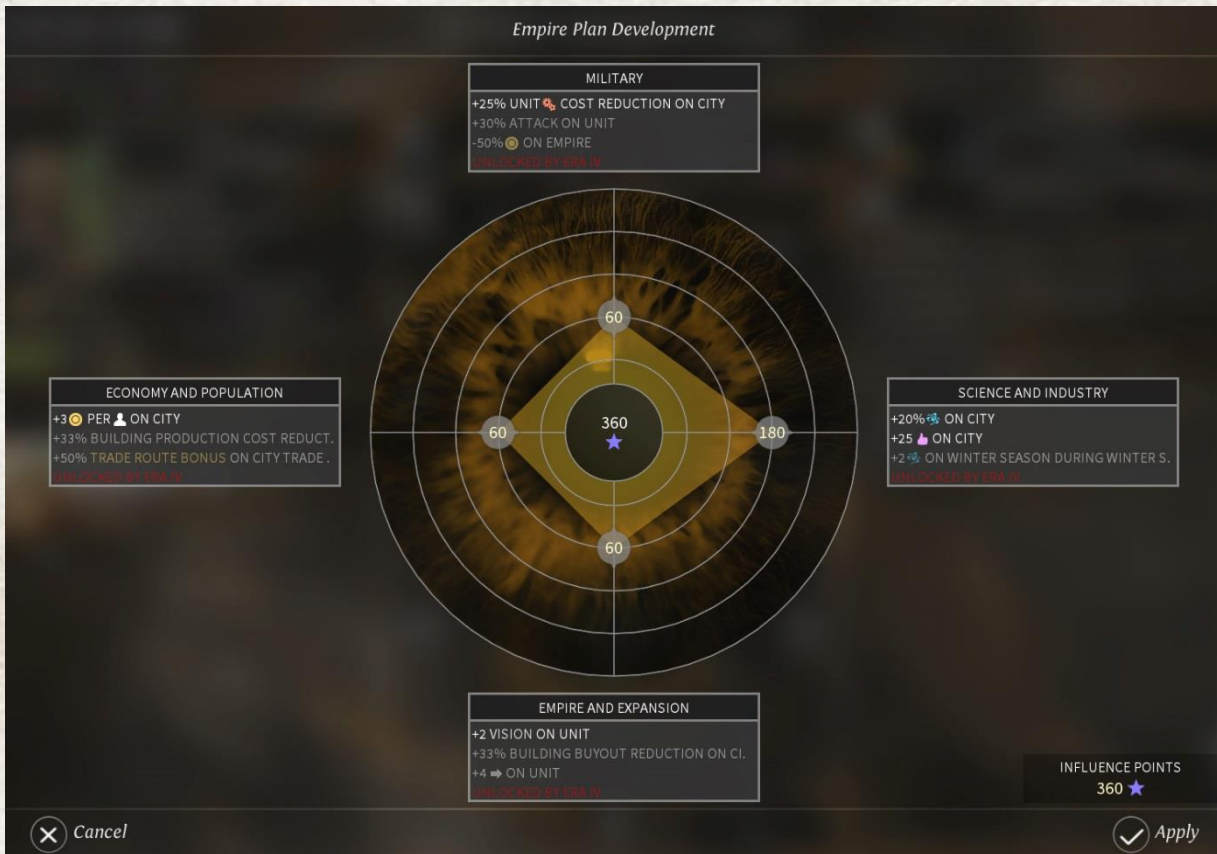 Empire Plan Development
MILITARY
+25% UNIT COST REDUCTION ON CITY
+30% ATTACK ON UNIT
-50% ON EMPIRE
UNLOCKED BY ERA IV
60
ECONOMY AND POPULATION
+3 PER ON CITY
+33% BUILDING PRODUCTION COST REDUCT.
+50% TRADE ROUTE BONUS ON CITY TRADE .
UNLOCKED BY ERA IV
60
360
180
SCIENCE AND INDUSTRY
+20% ON CITY
+25 ON CITY
+2 ON WINTER SEASON DURING WINTER S.
UNLOCKED BY ERA IV
60
EMPIRE AND EXPANSION
+2 VISION ON UNIT
+33% BUILDING BUYOUT REDUCTION ON CI.
+4 ON UNIT
UNLOCKED BY ERA IV
INFLUENCE POINTS
360
Cancel
Apply